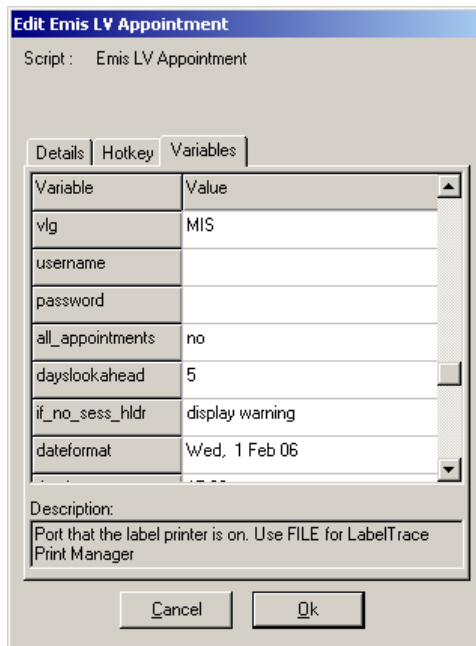 Edit Emis LV Appointment
Script : Emis LV Appointment
Details Hotkey Variables
Variable Value
vlg MIS
username
password
all_appointments no
dayslookahead 5
if_no_sess_hldr display warning
dateformat Wed, 1 Feb 06
Description:
Port that the label printer is on. Use FILE for LabelTrace
Print Manager
Cancel Ok